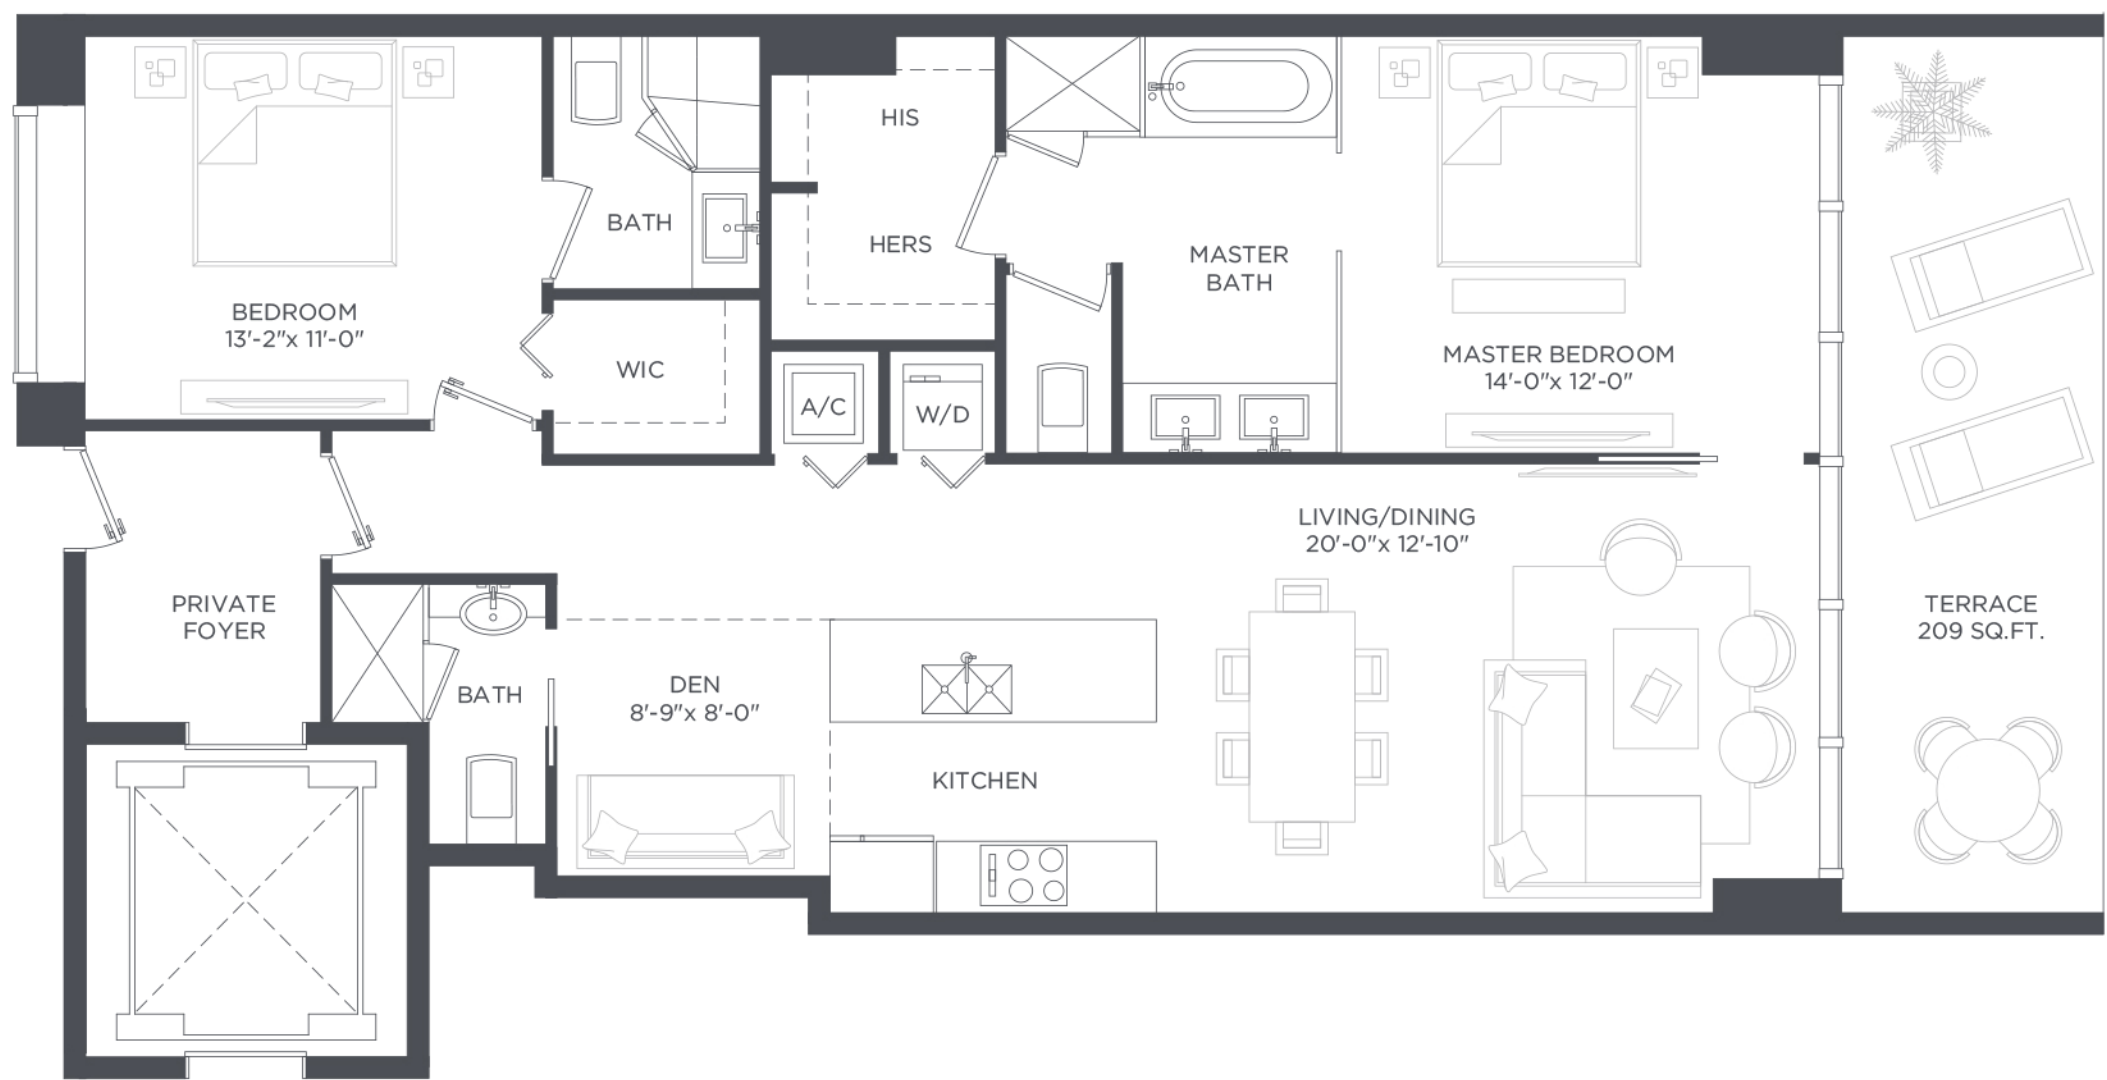 HIS
BATH
HERS
MASTER
BATH
BEDROOM
13'-2"x 11'-0"
WIC
MASTER BEDROOM
14'-0"x 12'-0"
A/C
W/D
LIVING/DINING
20'-0"x 12'-10"
PRIVATE
FOYER
TERRACE
209 SQ.FT.
BATH
DEN
8'-9"x 8'-0"
KITCHEN